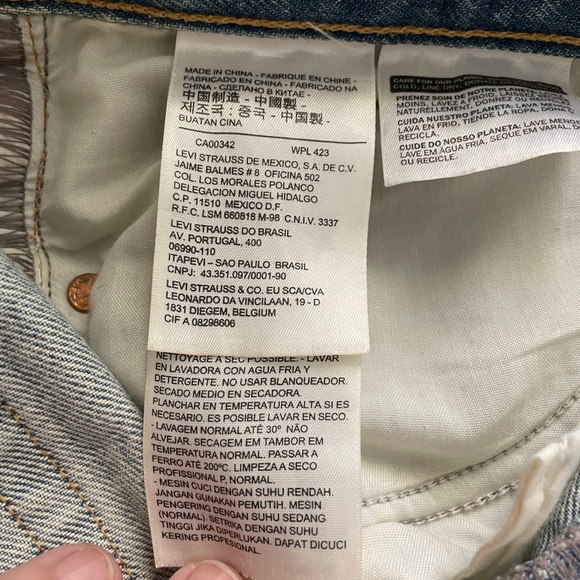 MADE IN CHINA - FABRIQUE EN CHINE -
FABRICADO EN CHINA - FABRICADO NA
CHINA - СДЕЛАНО В КИТАЕ -
中国制造 - 中國製 -
제조국 : 중국 - 中国製 -
BUATAN CINA
CA00342 WPL 423
LEVI STRAUSS DE MEXICO, S.A. DE C.V.
JAIME BALMES # 8 OFICINA 502
COL. LOS MORALES POLANCO
DELEGACION MIGUEL HIDALGO
C.P. 11510 MEXICO D.F.
R.F.C. LSM 660818 M-98 C.N.I.V. 3337
LEVI STRAUSS DO BRASIL
AV. PORTUGAL, 400
06990-110
ITAPEVI – SAO PAULO BRASIL
CNPJ: 43.351.097/0001-90
LEVI STRAUSS & CO. EU SCA/CVA
LEONARDO DA VINCILAAN, 19 - D
1831 DIEGEM, BELGIUM
CIF A 08298606
NETTOYAGE A SEC POSSIBLE. - LAVAR
EN LAVADORA CON AGUA FRIA Y
DETERGENTE. NO USAR BLANQUEADOR.
SECADO MEDIO EN SECADORA.
PLANCHAR EN TEMPERATURA ALTA SI ES
NECESARIO. ES POSIBLE LAVAR EN SECO.
- LAVAGEM NORMAL ATÉ 30° NÃO
ALVEJAR. SECAGEM EM TAMBOR EM
TEMPERATURA NORMAL. PASSAR A
FERRO ATÉ 200ºC. LIMPEZA A SECO
PROFISSIONAL P, NORMAL.
- MESIN CUCI DENGAN SUHU RENDAH.
JANGAN GUNAKAN PEMUTIH. MESIN
PENGERING DENGAN SUHU SEDANG
(NORMAL). SETRIKA DENGAN SUHU
TINGGI JIKA DIPERLUKAN. DAPAT DICUCI
KERING PROFESIONAL.
CARE FOR OUR PLANET
COLD, LINE DRY, DONATE
PRENEZ SOIN DE NOTRE PLANETE:
MOINS, LAVEZ À FROID, LAISSEZ
NATURELLEMENT, DONNEZ OU
CUIDA NUESTRO PLANETA: LAVA MENOS
LAVA EN FRIO, TIENDE LA ROPA,
CUIDE DO NOSSO PLANETA: LAVE MENOS
LAVE EM ÁGUA FRIA, SEQUE EM VARAL,
OU RECICLE.